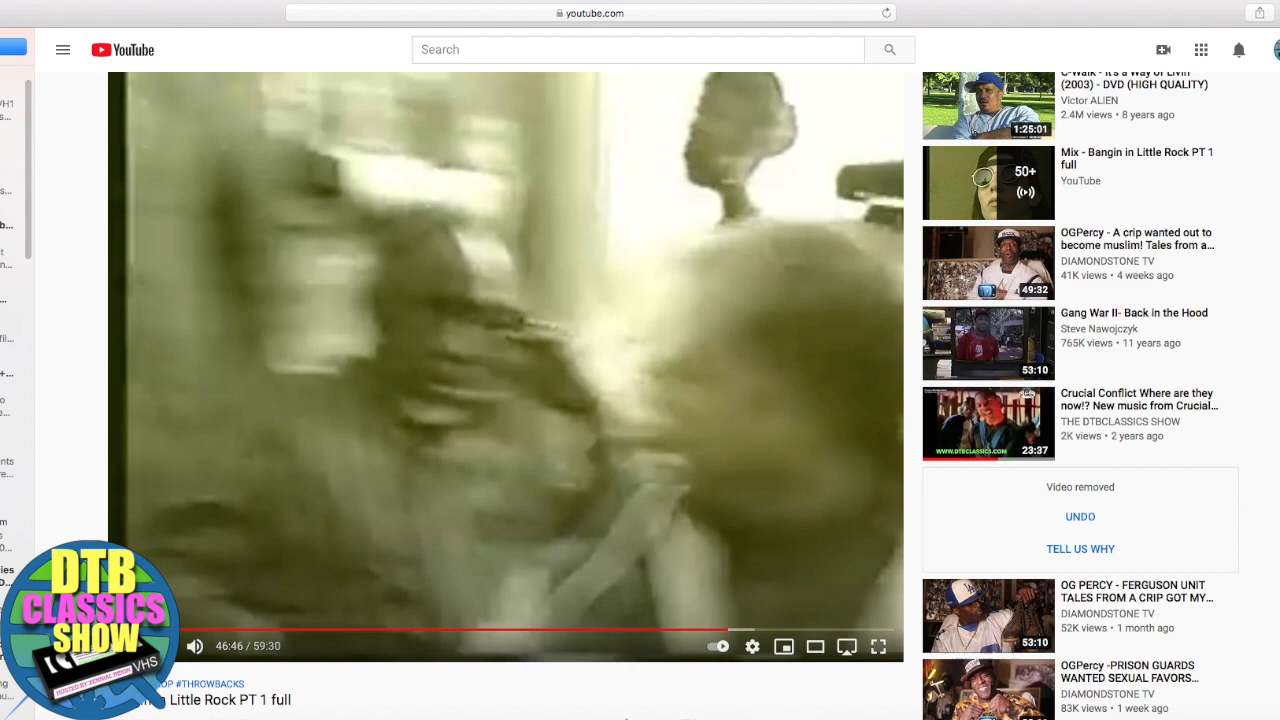 youtube.com
YouTube
Search
VH1
C-Walk - It's a Way of Livin'
(2003) - DVD (HIGH QUALITY)
Victor ALIEN
2.4M views • 8 years ago
1:25:01
Mix - Bangin in Little Rock PT 1
full
YouTube
50+
OGPercy - A crip wanted out to
become muslim! Tales from a...
DIAMONDSTONE TV
41K views • 4 weeks ago
49:32
Gang War II- Back in the Hood
Steve Nawojczyk
765K views • 11 years ago
53:10
Crucial Conflict Where are they
now!? New music from Crucial...
THE DTBCLASSICS SHOW
2K views • 2 years ago
WWW.DTBCLASSICS.COM
23:37
Video removed
UNDO
TELL US WHY
OG PERCY - FERGUSON UNIT
TALES FROM A CRIP GOT MY...
DIAMONDSTONE TV
52K views • 1 month ago
53:10
OGPercy -PRISON GUARDS
WANTED SEXUAL FAVORS...
DIAMONDSTONE TV
83K views • 1 week ago
46:46 / 59:30
OP #THROWBACKS
Little Rock PT 1 full
DTB
CLASSICS
SHOW
VHS